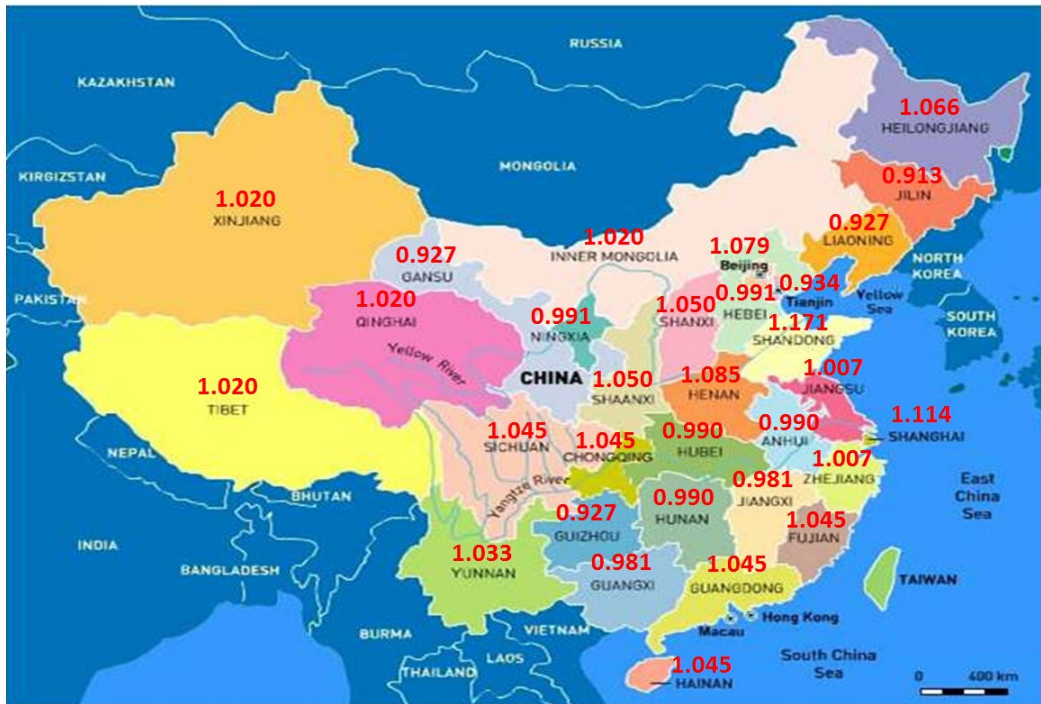 RUSSIA
KAZAKHSTAN
1.066
HEILONGJIANG
MONGOLIA
KIRGIZSTAN
0.913
JILIN
1.020
XINJIANG
0.927
LIAONING
1.020
INNER MONGOLIA
1.079
Beijing
0.927
GANSU
NORTH
KOREA
0.934
Tianjin
0.991
HEBEI
Yellow
Sea
PAKISTAN
1.020
QINGHAI
1.050
SHANXI
0.991
NINGXIA
SOUTH
KOREA
1.171
SHANDONG
Yellow River
CHINA
1.050
SHAANXI
1.085
HENAN
1.007
JIANGSU
1.020
TIBET
0.990
ANHUI
1.114
SHANGHAI
1.045
SICHUAN
1.045
CHONGQING
0.990
HUBEI
NEPAL
1.007
ZHEJIANG
Yangtze River
0.981
JIANGXI
East
China
Sea
BHUTAN
0.990
HUNAN
0.927
GUIZHOU
1.045
FUJIAN
INDIA
1.033
YUNNAN
0.981
GUANGXI
1.045
GUANGDONG
BANGLADESH
TAIWAN
Hong Kong
Macau
BURMA
VIETNAM
LAOS
THAILAND
1.045
HAINAN
South China
Sea
0 400 km